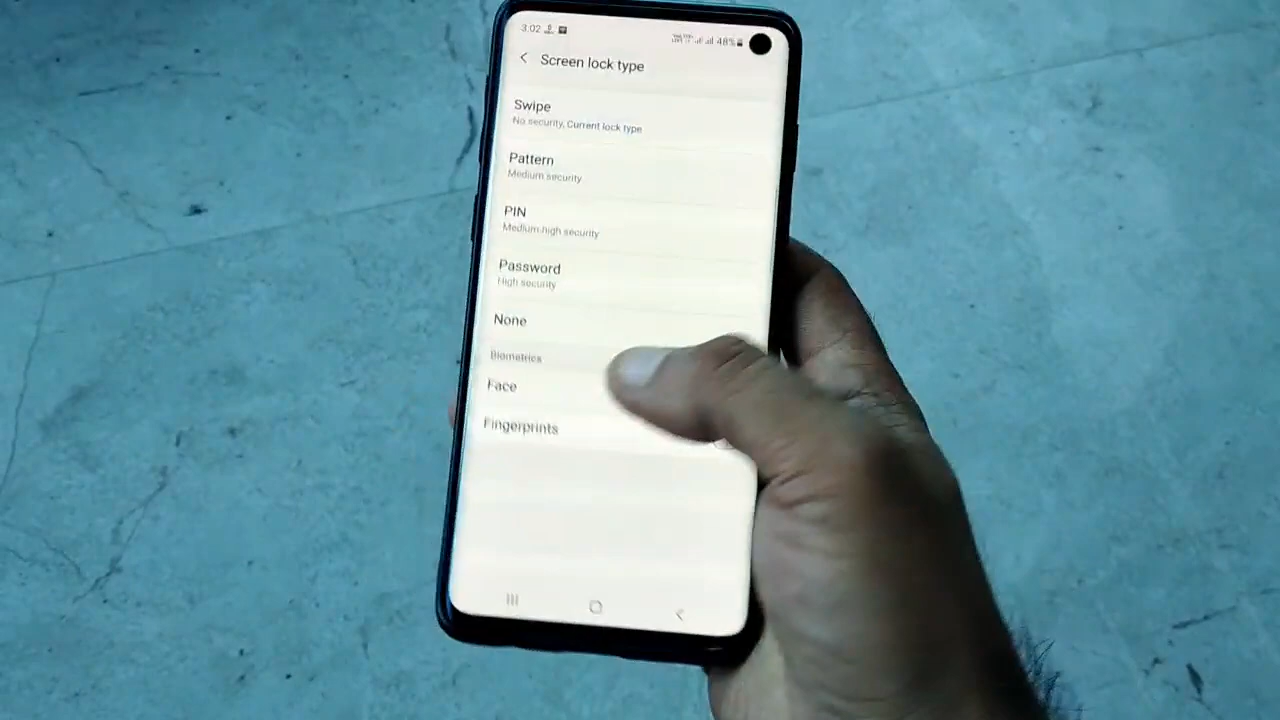 3:02
48%
Screen lock type
Swipe
No security, Current lock type
Pattern
Medium security
PIN
Medium-high security
Password
High security
None
Biometrics
Face
Fingerprints